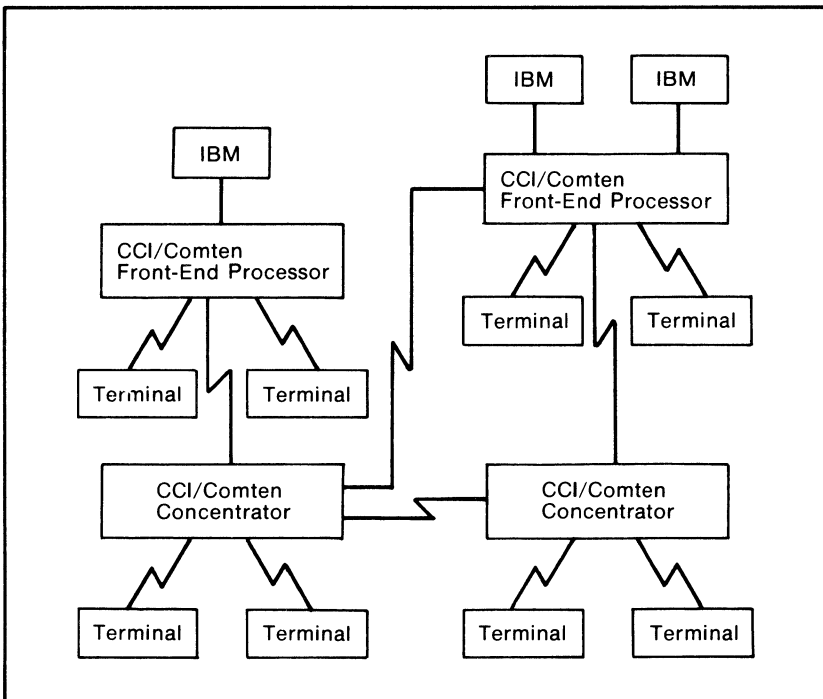 IBM
IBM
IBM
CCI/Comten
Front-End Processor
CCI/Comten
Front-End Processor
Terminal
Terminal
Terminal
Terminal
CCI/Comten
Concentrator
CCI/Comten
Concentrator
Terminal
Terminal
Terminal
Terminal